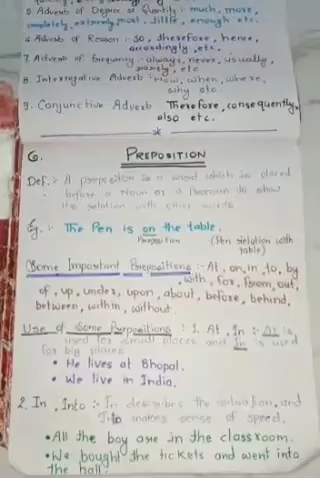 5 Adverb of Degree or Quantity :- much, more,
completely, extremely, most, little, enough etc.
6 Adverb of Reason :- so, therefore, hence,
accordingly, etc.
7. Adverb of frequency :- always, never, usually,
rarely, etc
8 Interrogative Adverb :- How, when, where,
why etc
9. Conjunctive Adverb Therefore, consequently,
also etc.
6. PREPOSITION
Def. :- A preposition is a word which is placed
before a Noun or a Pronoun to show
its relation with other words
Eg. :- The Pen is on the table.
Preposition (Pen relation with
table)
Some Important Prepositions :- At, on, in, to, by
, with, for, from, out,
of, up, under, upon, about, before, behind,
between, within, without
Use of Some Prepositions :- 1. At, In :- At is
used for small places and In is used
for big places
• He lives at Bhopal.
• We live in India.
2. In, Into :- In describes the situation, and
Into makes sense of speed.
• All the boy are in the classroom.
• We bought the tickets and went into
the hall.